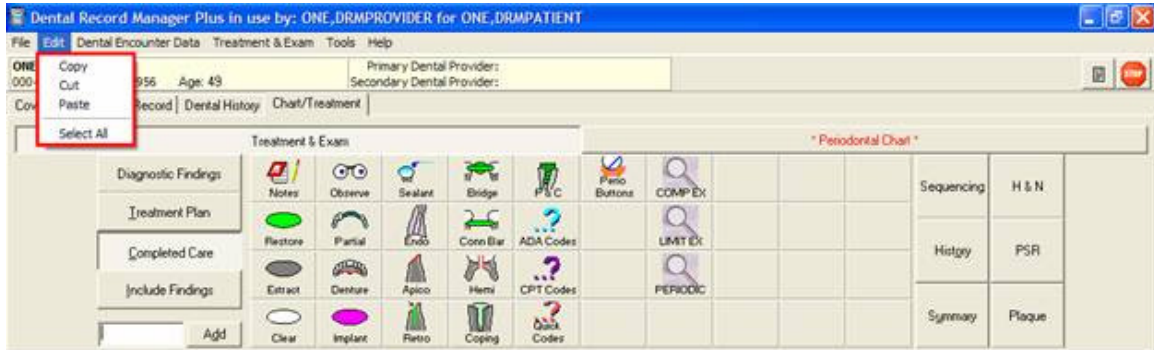 Dental Record Manager Plus in use by: ONE,DRMPROVIDER for ONE,DRMPATIENT
File Edit Dental Encounter Data Treatment & Exam Tools Help
ONE
Primary Dental Provider:
000- 956 Age: 49
Secondary Dental Provider:
STOP
Copy
Cut
Paste
Select All
Cov Record Dental History Chart/Treatment
Treatment & Exam
* Periodontal Chart *
Diagnostic Findings
Treatment Plan
Completed Care
Include Findings
Add
Notes Observe Sealant Bridge P&C Perio Buttons COMP EX
Restore Partial Endo Conn Bar ADA Codes LIMIT EX
Extract Denture Apico Hemi CPT Codes PERIODIC
Clear Implant Retro Coping Quick Codes
Sequencing H & N
History PSR
Summary Plaque